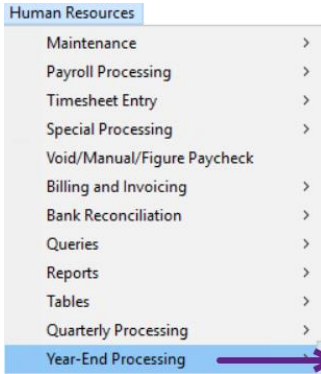 Human Resources
Maintenance
Payroll Processing
Timesheet Entry
Special Processing
Void/Manual/Figure Paycheck
Billing and Invoicing
Bank Reconciliation
Queries
Reports
Tables
Quarterly Processing
Year-End Processing